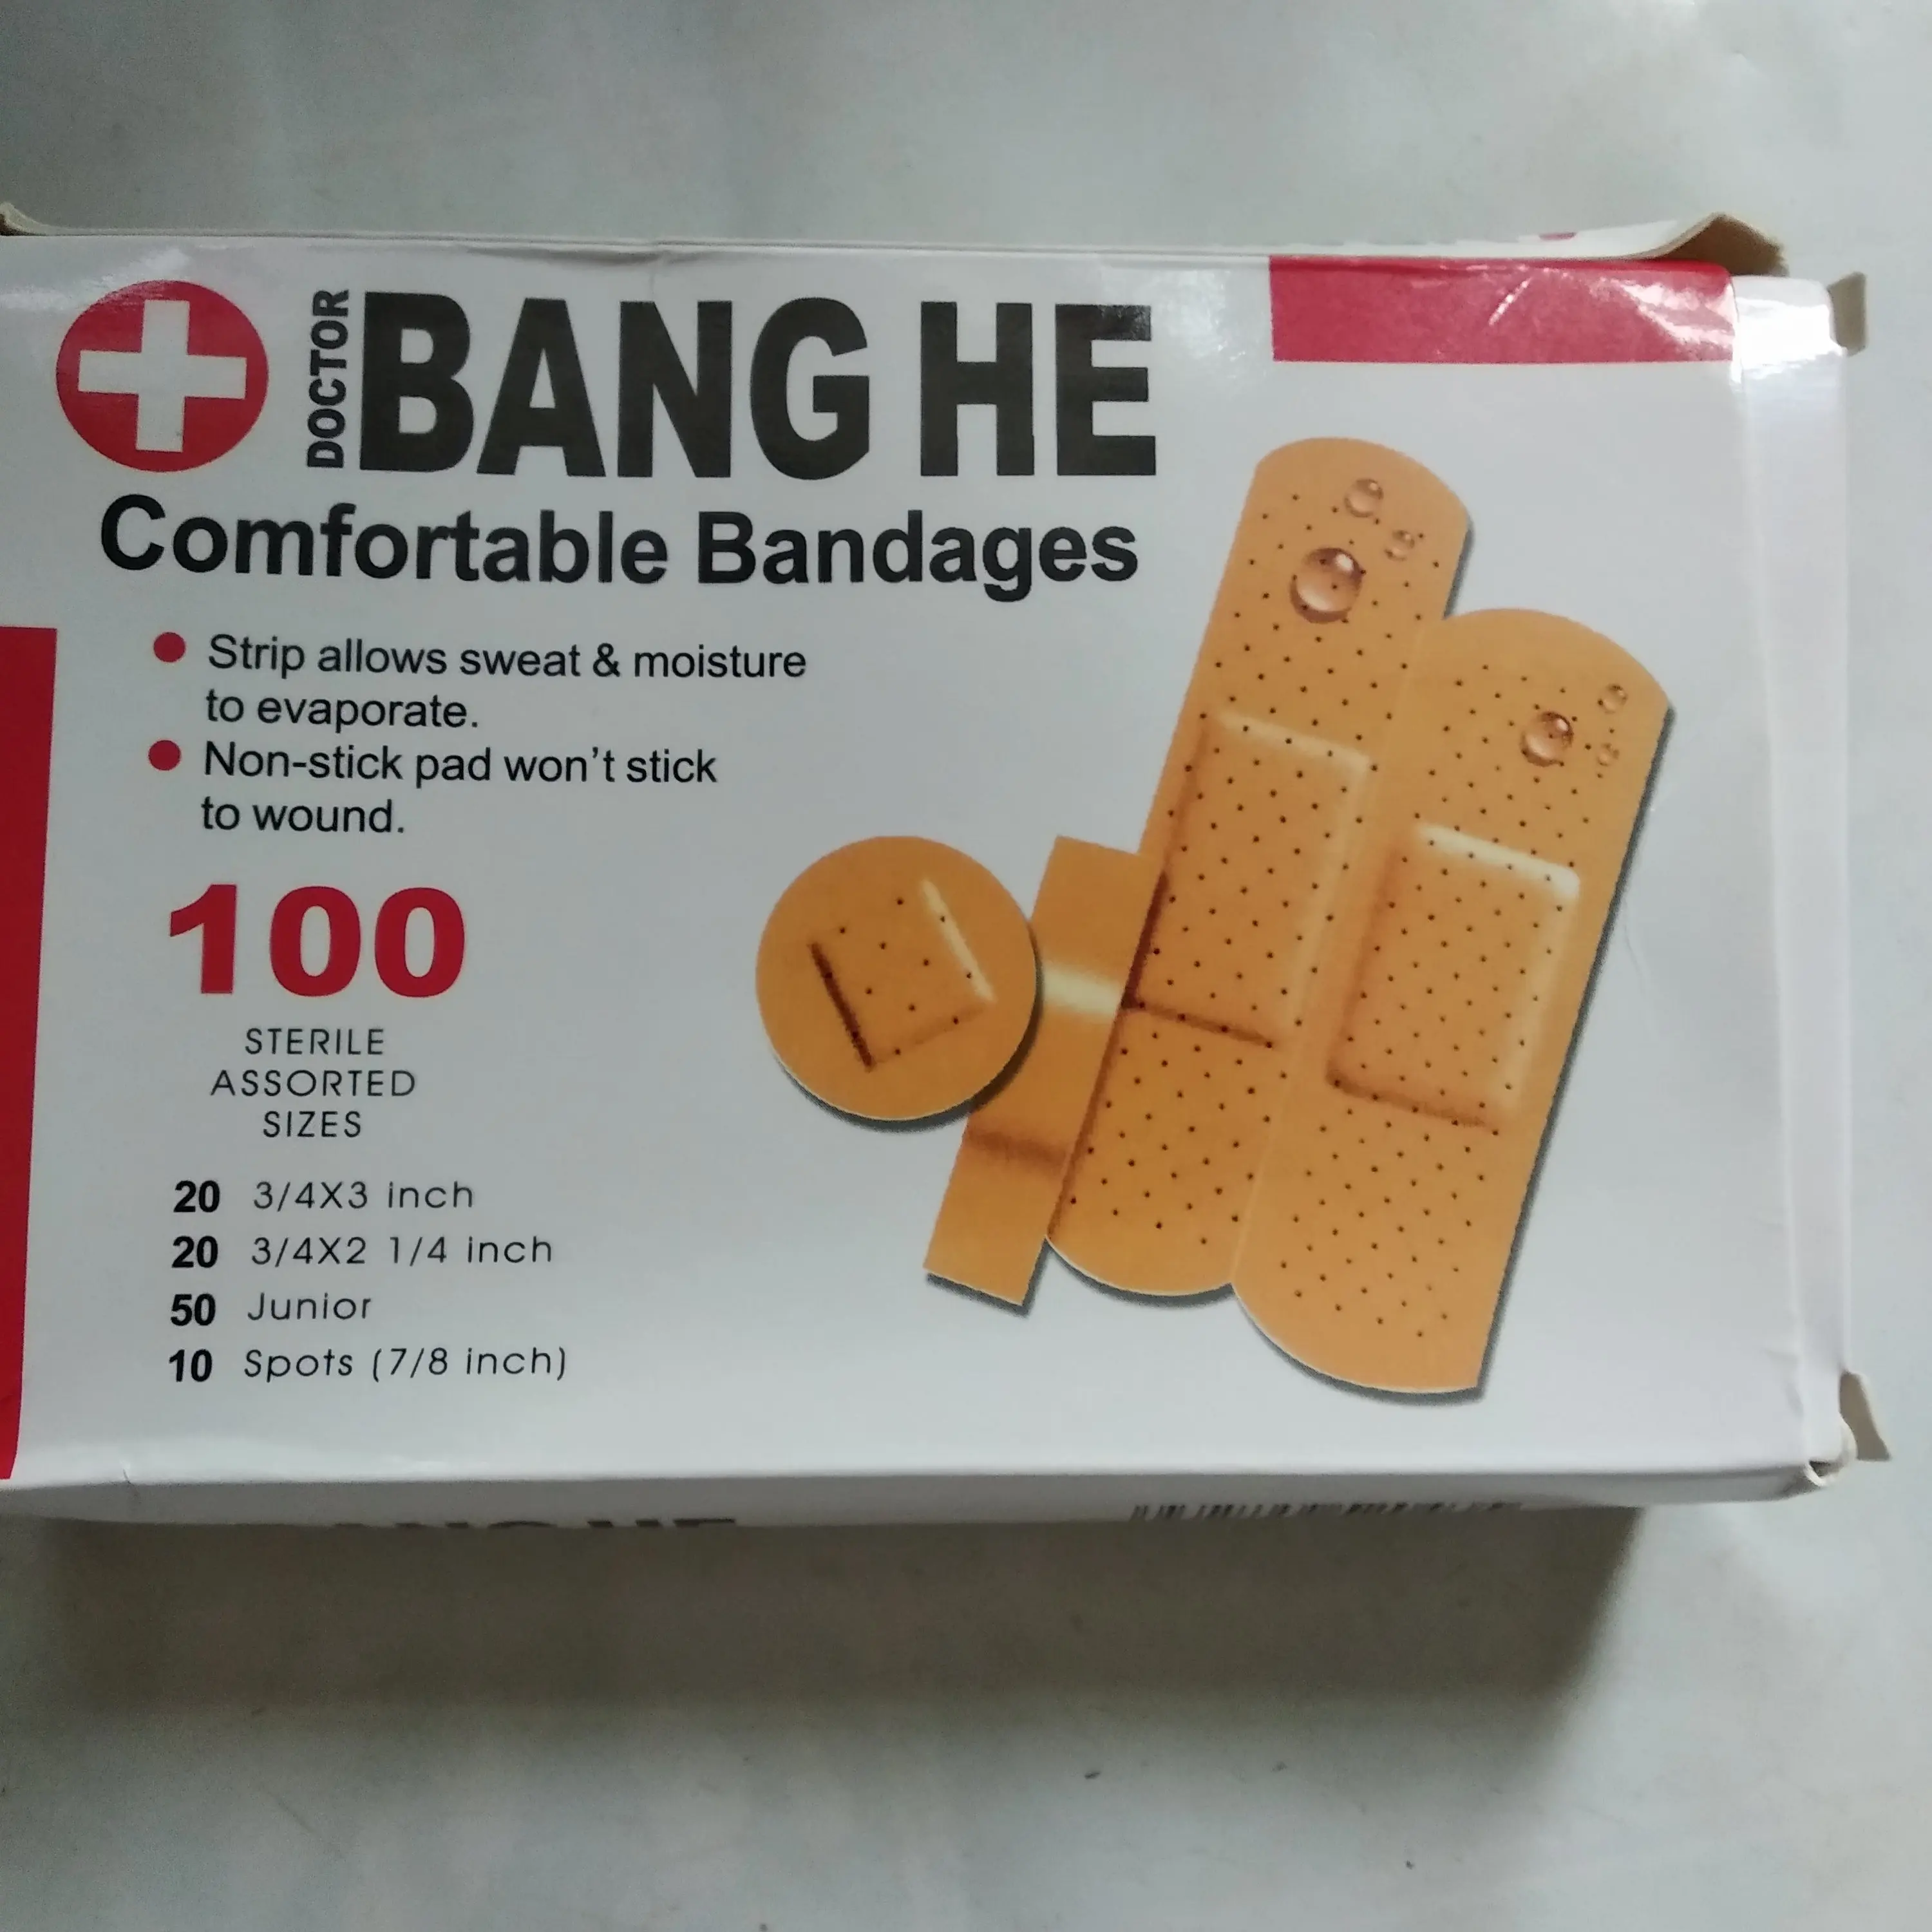 DOCTOR
BANG HE
Comfortable Bandages
Strip allows sweat & moisture
to evaporate.
Non-stick pad won't stick
to wound.
100
STERILE
ASSORTED
SIZES
20 3/4X3 inch
20 3/4X2 1/4 inch
50 Junior
10 Spots (7/8 inch)